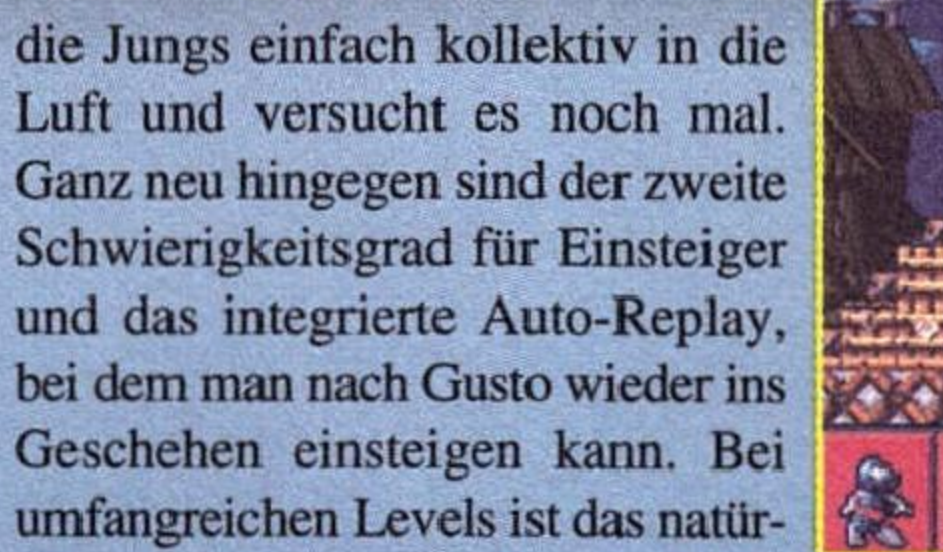 die Jungs einfach kollektiv in die
Luft und versucht es noch mal.
Ganz neu hingegen sind der zweite
Schwierigkeitsgrad für Einsteiger
und das integrierte Auto-Replay,
bei dem man nach Gusto wieder ins
Geschehen einsteigen kann. Bei
umfangreichen Levels ist das natür-